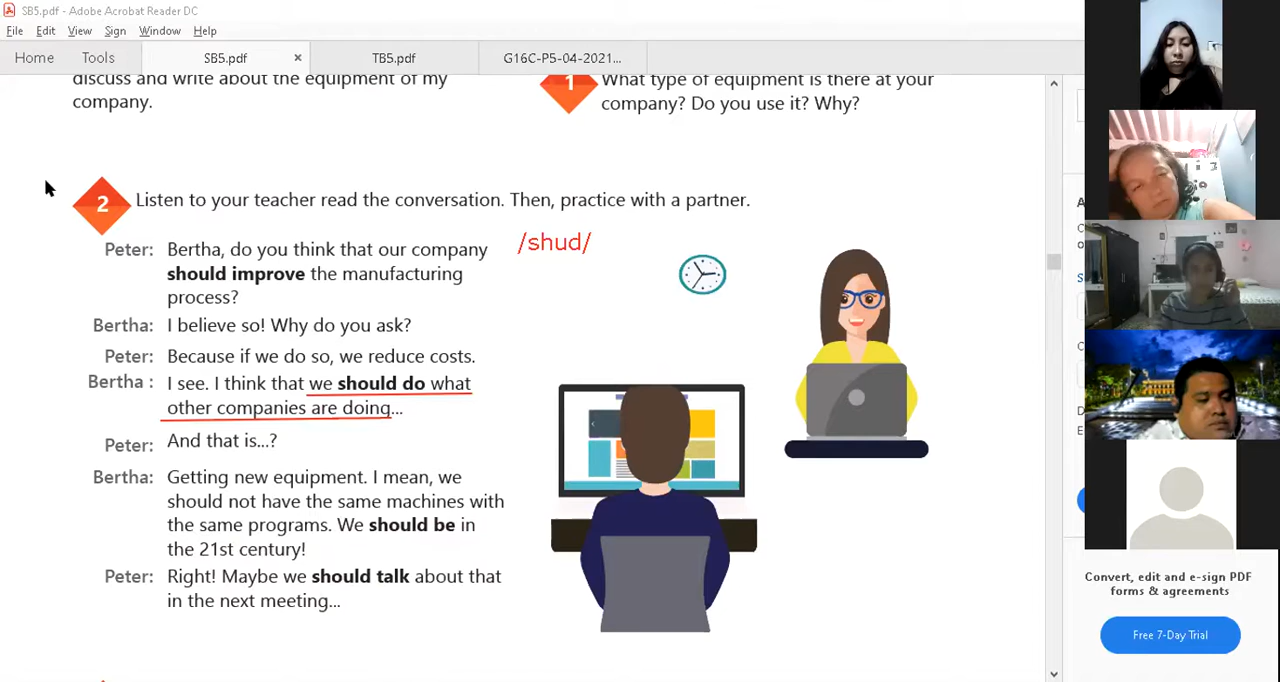 SB5.pdf - Adobe Acrobat Reader DC
File Edit View Sign Window Help
Home Tools SB5.pdf × TB5.pdf G16C-P5-04-2021...
discuss and write about the equipment of my
company.
1
What type of equipment is there at your
company? Do you use it? Why?
2
Listen to your teacher read the conversation. Then, practice with a partner.
Peter: Bertha, do you think that our company
should improve the manufacturing
process?
/shud/
Bertha: I believe so! Why do you ask?
Peter: Because if we do so, we reduce costs.
Bertha : I see. I think that we should do what
other companies are doing...
Peter: And that is...?
Bertha: Getting new equipment. I mean, we
should not have the same machines with
the same programs. We should be in
the 21st century!
Peter: Right! Maybe we should talk about that
in the next meeting...
Convert, edit and e-sign PDF
forms & agreements
Free 7-Day Trial